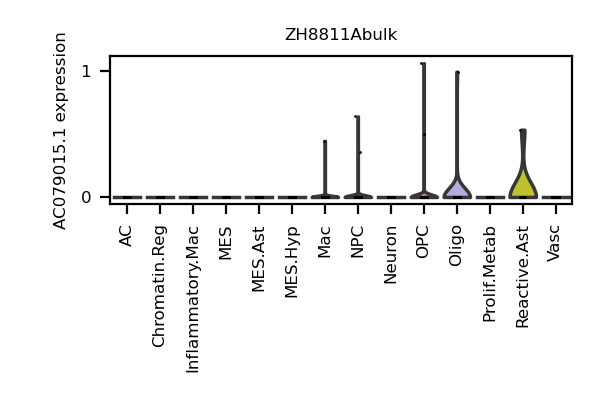 ZH8811Abulk
AC079015.1 expression
1
0
AC
Chromatin.Reg
Inflammatory.Mac
MES
MES.Ast
MES.Hyp
Mac
NPC
Neuron
OPC
Oligo
Prolif.Metab
Reactive.Ast
Vasc